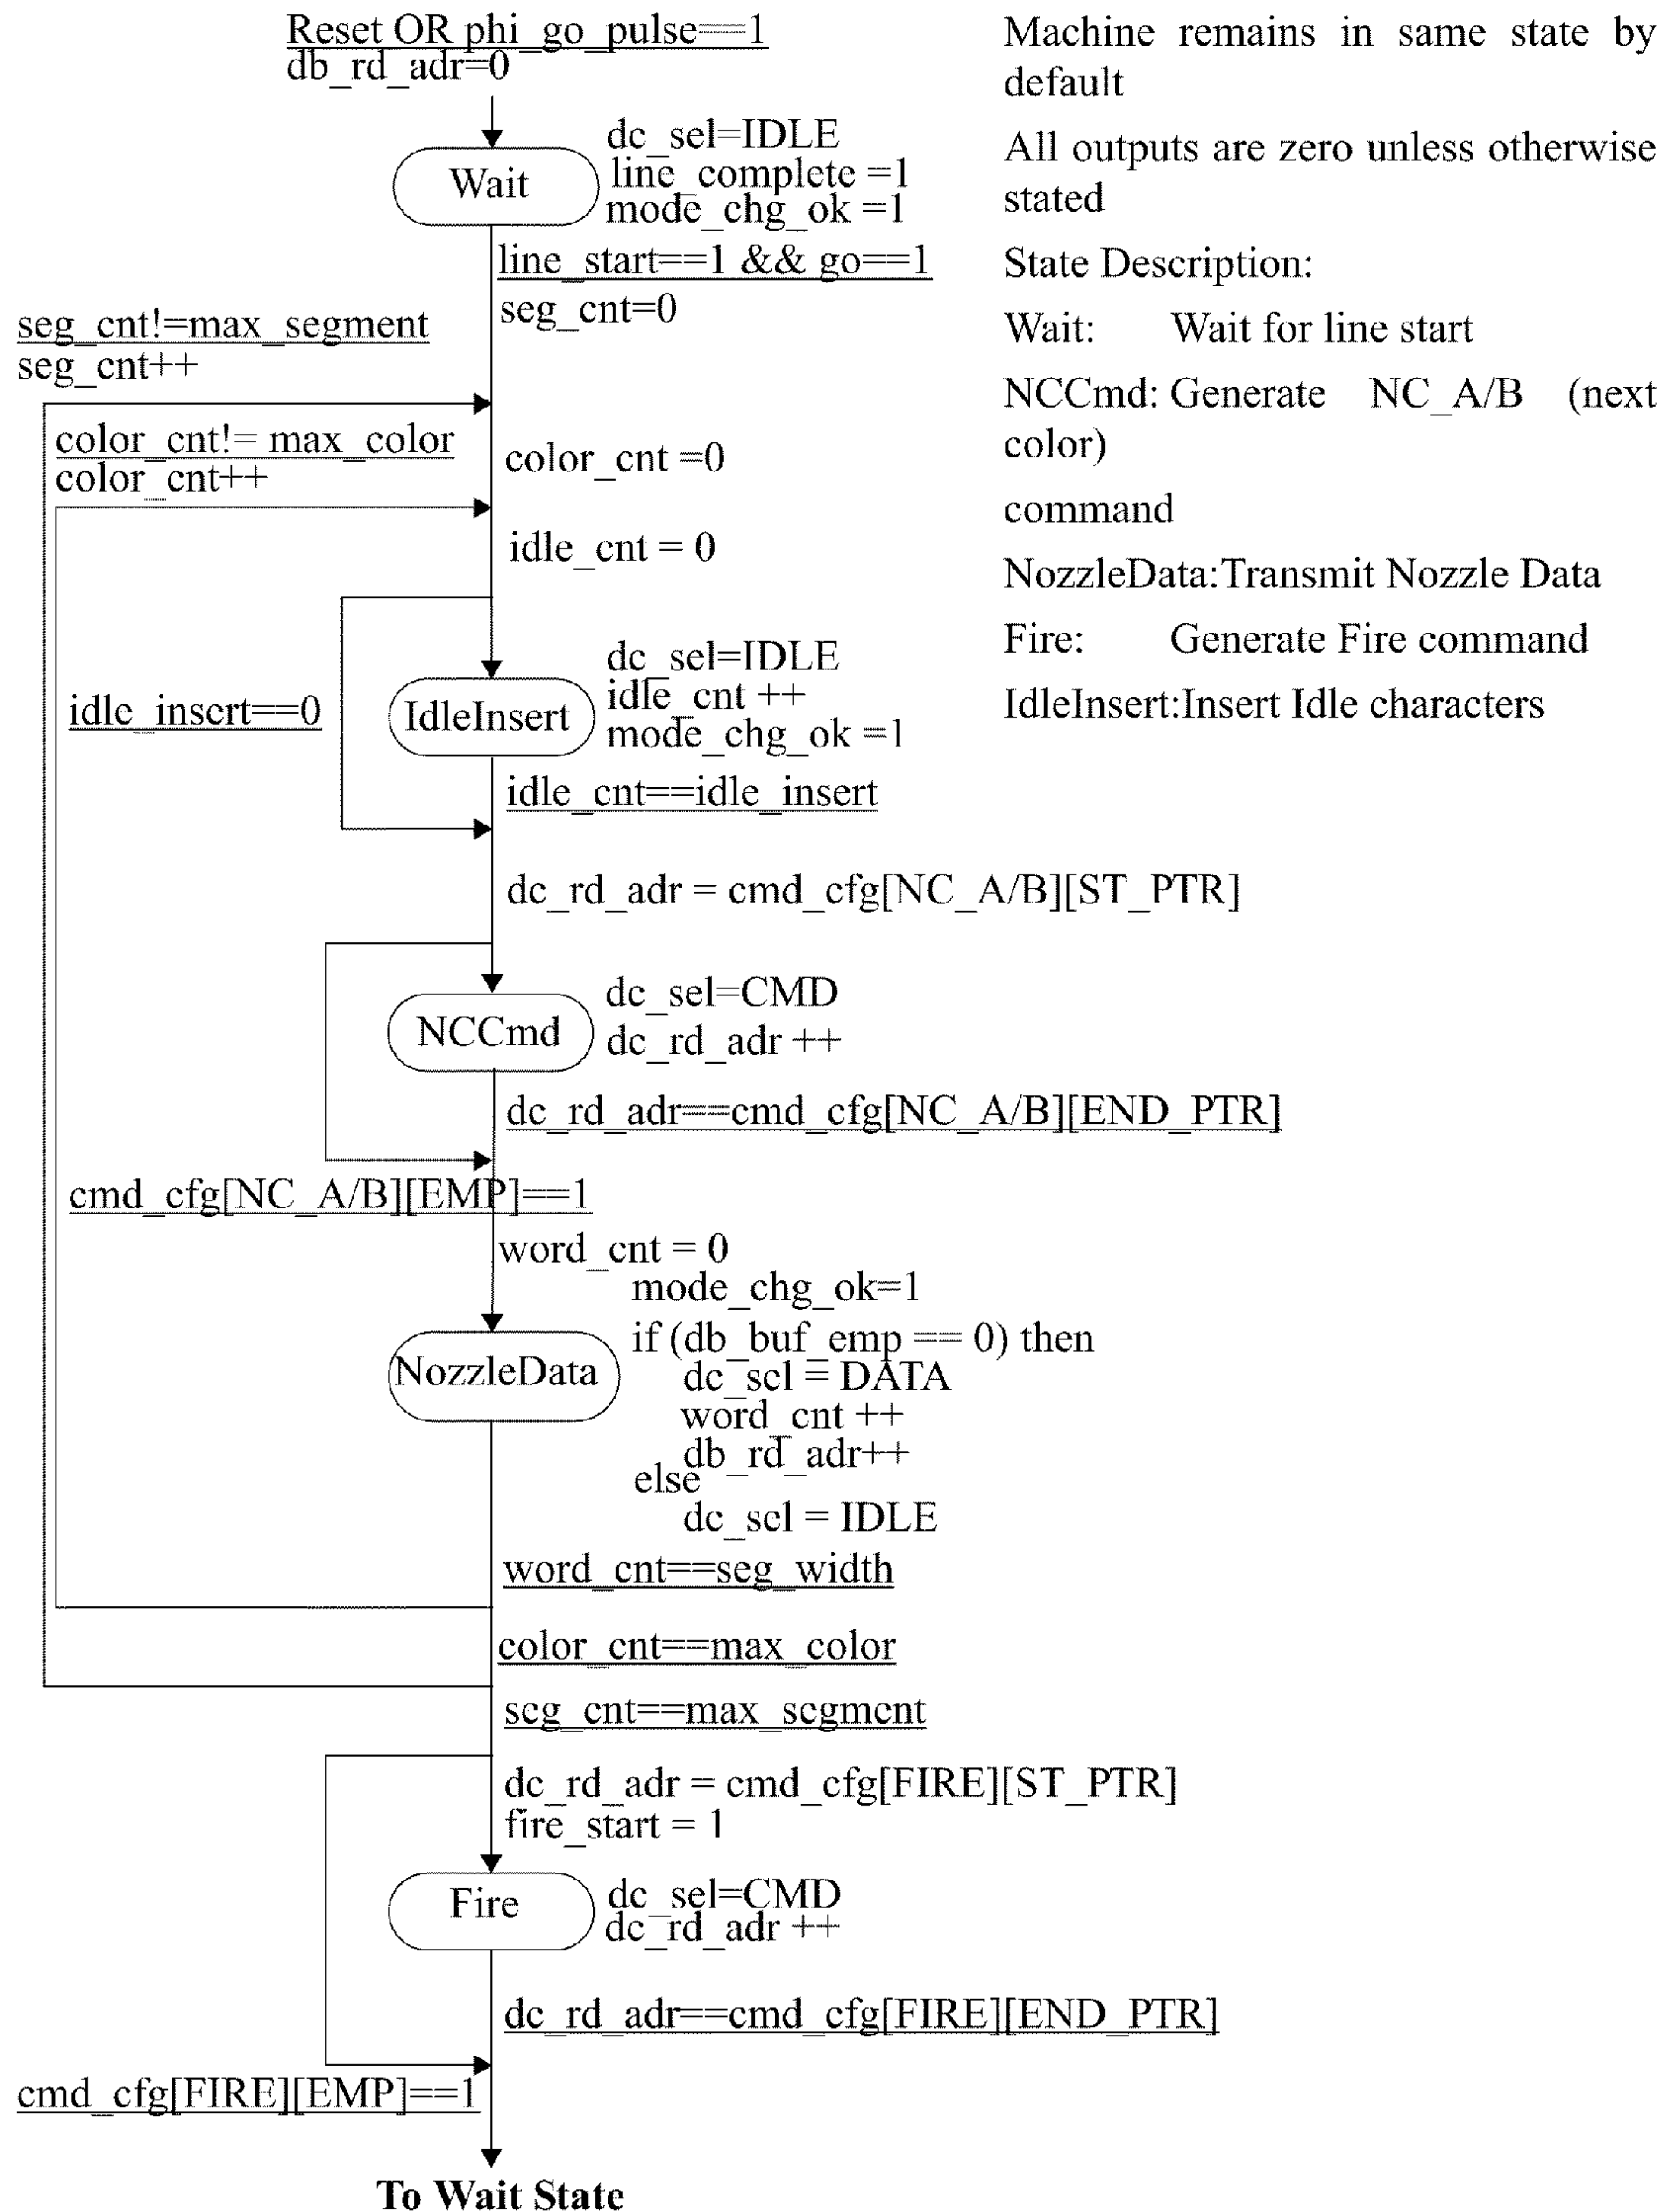 Reset OR phi_go_pulse==1
db_rd_adr=0
Wait
dc_sel=IDLE
line_complete =1
mode_chg_ok =1
line_start==1 && go==1
seg_cnt=0
seg_cnt!=max_segment
seg_cnt++
color_cnt!= max_color
color_cnt++
color_cnt =0
idle_cnt = 0
idle_insert==0
IdleInsert
dc_sel=IDLE
idle_cnt ++
mode_chg_ok =1
idle_cnt==idle_insert
dc_rd_adr = cmd_cfg[NC_A/B][ST_PTR]
NCCmd
dc_sel=CMD
dc_rd_adr ++
dc_rd_adr==cmd_cfg[NC_A/B][END_PTR]
cmd_cfg[NC_A/B][EMP]==1
word_cnt = 0
NozzleData
mode_chg_ok=1
if (db_buf_emp == 0) then
dc_sel = DATA
word_cnt ++
db_rd_adr++
else
dc_sel = IDLE
word_cnt==seg_width
color_cnt==max_color
seg_cnt==max_segment
dc_rd_adr = cmd_cfg[FIRE][ST_PTR]
fire_start = 1
Fire
dc_sel=CMD
dc_rd_adr ++
dc_rd_adr==cmd_cfg[FIRE][END_PTR]
cmd_cfg[FIRE][EMP]==1
To Wait State
Machine remains in same state by
default
All outputs are zero unless otherwise
stated
State Description:
Wait: Wait for line start
NCCmd: Generate NC_A/B (next
color)
command
NozzleData:Transmit Nozzle Data
Fire: Generate Fire command
IdleInsert:Insert Idle characters